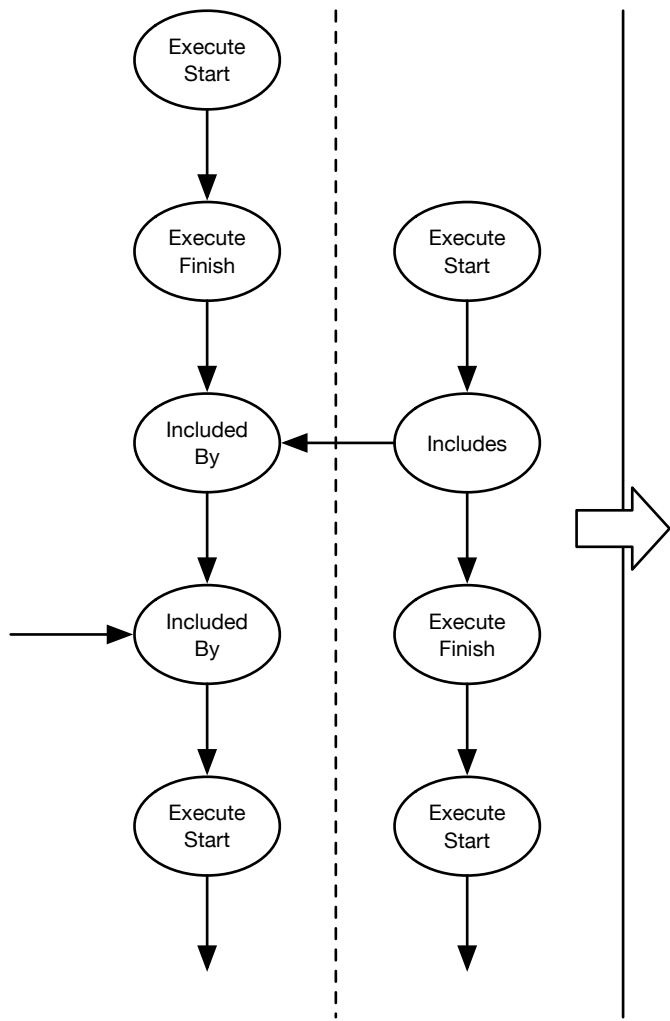 Execute
Start
Execute
Finish
Execute
Start
Included
By
Includes
Included
By
Execute
Finish
Execute
Start
Execute
Start